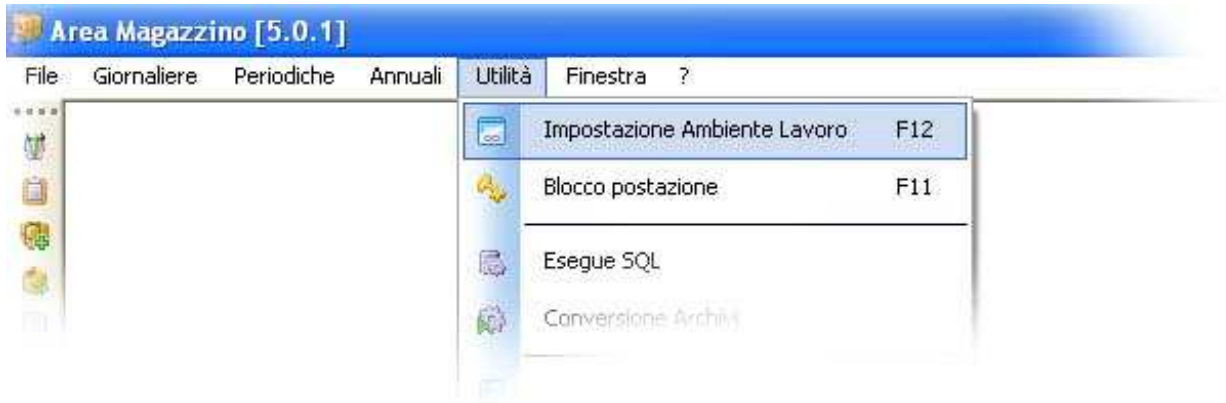 Area Magazzino [5.0.1]
File Giornaliere Periodiche Annuali Utilità Finestra ?
Impostazione Ambiente Lavoro F12
Blocco postazione F11
Esegue SQL
Conversione Archivi